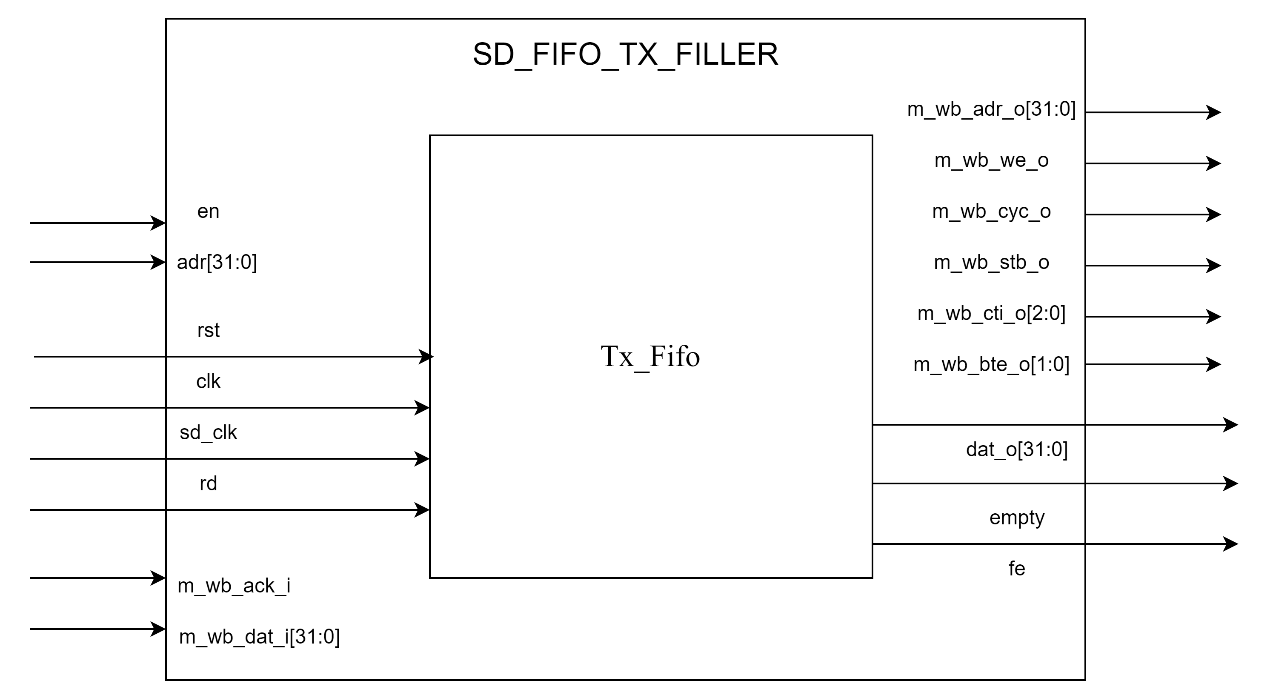 SD_FIFO_TX_FILLER
m_wb_adr_o[31:0]
m_wb_we_o
en
m_wb_cyc_o
adr[31:0]
m_wb_stb_o
m_wb_cti_o[2:0]
rst
Tx_Fifo
m_wb_bte_o[1:0]
clk
sd_clk
dat_o[31:0]
rd
empty
fe
m_wb_ack_i
m_wb_dat_i[31:0]